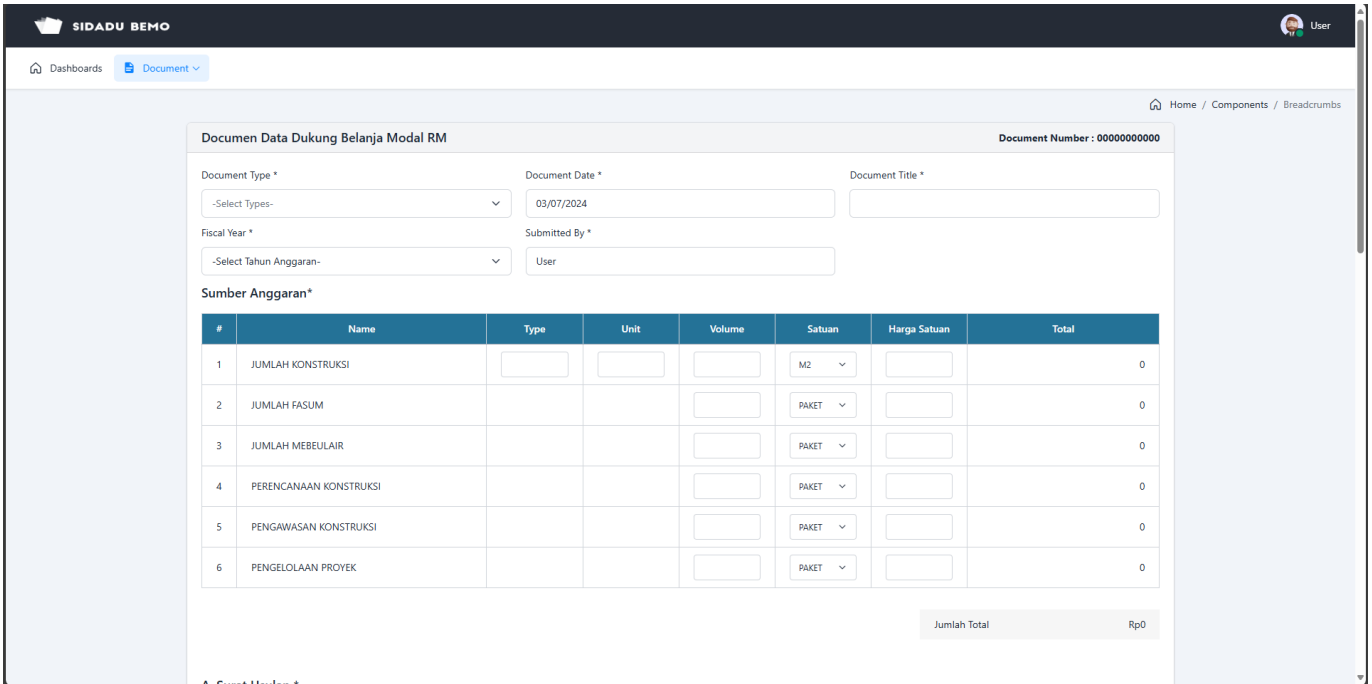 SIDADU BEMO
User
Dashboards
Document
Home / Components / Breadcrumbs
Documen Data Dukung Belanja Modal RM
Document Number : 00000000000
Document Type *
Document Date *
Document Title *
-Select Types-
03/07/2024
Fiscal Year *
Submitted By *
-Select Tahun Anggaran-
User
Sumber Anggaran*
# Name Type Unit Volume Satuan Harga Satuan Total
1 JUMLAH KONSTRUKSI M2 0
2 JUMLAH FASUM PAKET 0
3 JUMLAH MEBEULAIR PAKET 0
4 PERENCANAAN KONSTRUKSI PAKET 0
5 PENGAWASAN KONSTRUKSI PAKET 0
6 PENGELOLAAN PROYEK PAKET 0
Jumlah Total Rp0
A. Surat Usulan *